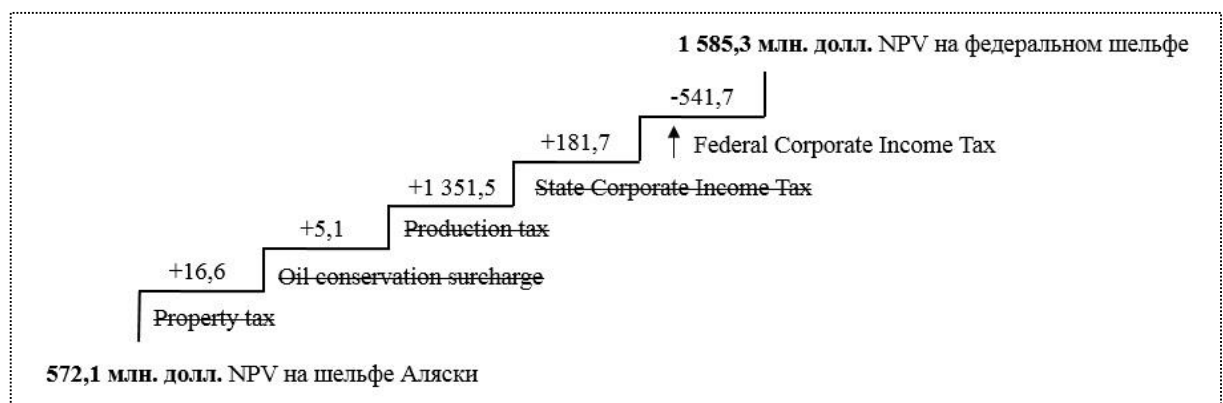 1 585,3 млн. долл. NPV на федеральном шельфе
-541,7
+181,7
Federal Corporate Income Tax
+1 351,5
State Corporate Income Tax
+5,1
Production tax
+16,6
Oil conservation surcharge
Property tax
572,1 млн. долл. NPV на шельфе Аляски